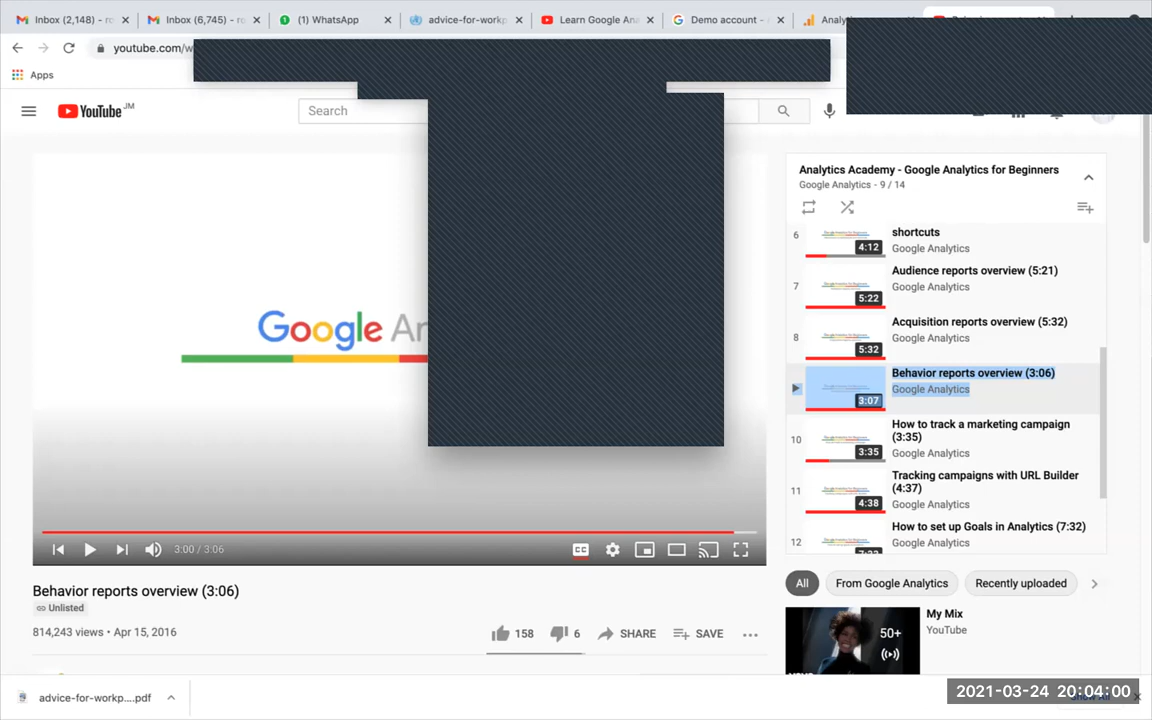 Inbox (2,148) - ro
Inbox (6,745) - ro
(1) WhatsApp
advice-for-workp
Learn Google Ana
Demo account -
Analy
youtube.com/w
Apps
YouTube JM
Search
Google An
3:00 / 3:06
CC
Behavior reports overview (3:06)
Unlisted
814,243 views • Apr 15, 2016
158
6
SHARE
SAVE
Analytics Academy - Google Analytics for Beginners
Google Analytics - 9 / 14
6
4:12
shortcuts
Google Analytics
7
5:22
Audience reports overview (5:21)
Google Analytics
8
5:32
Acquisition reports overview (5:32)
Google Analytics
3:07
Behavior reports overview (3:06)
Google Analytics
10
3:35
How to track a marketing campaign
(3:35)
Google Analytics
11
4:38
Tracking campaigns with URL Builder
(4:37)
Google Analytics
12
7:33
How to set up Goals in Analytics (7:32)
Google Analytics
All
From Google Analytics
Recently uploaded
50+
My Mix
YouTube
advice-for-workp....pdf
2021-03-24 20:04:00